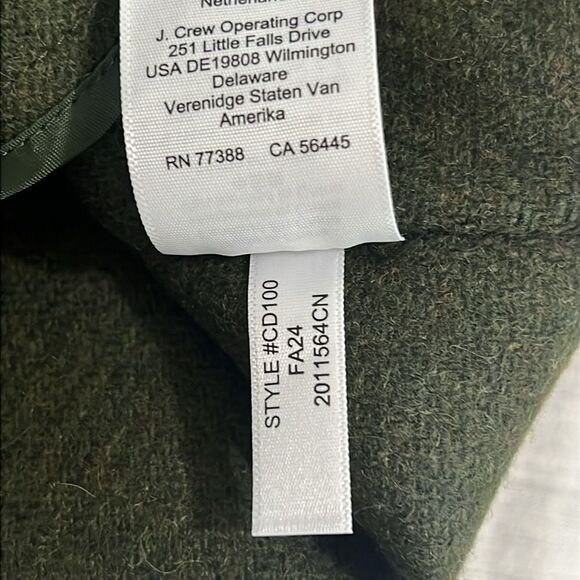 J. Crew Operating Corp
251 Little Falls Drive
USA DE19808 Wilmington
Delaware
Verenidge Staten Van
Amerika
RN 77388 CA 56445
STYLE #CD100
FA24
2011564CN